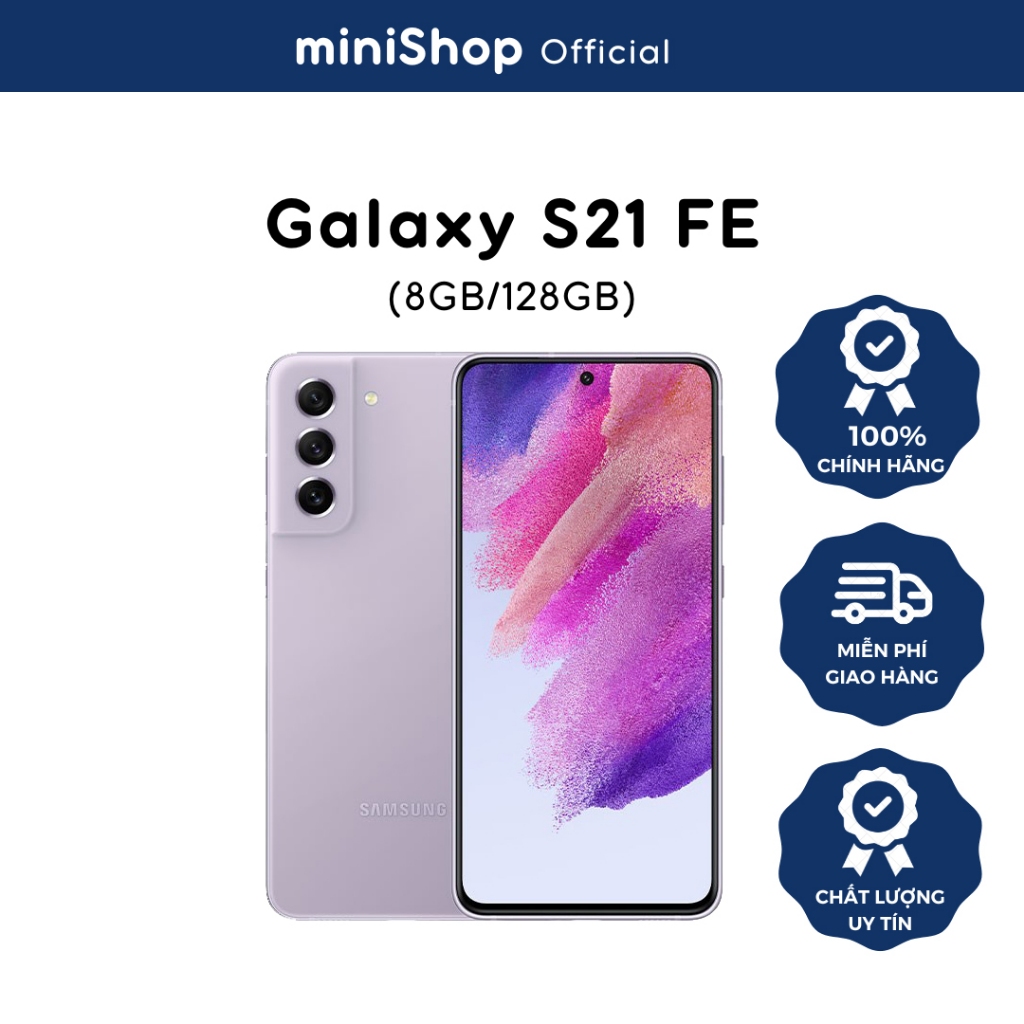 miniShop Official
Galaxy S21 FE
(8GB/128GB)
100%
CHÍNH HÃNG
MIỄN PHÍ
GIAO HÀNG
SAMSUNG
CHẤT LƯỢNG
UY TÍN